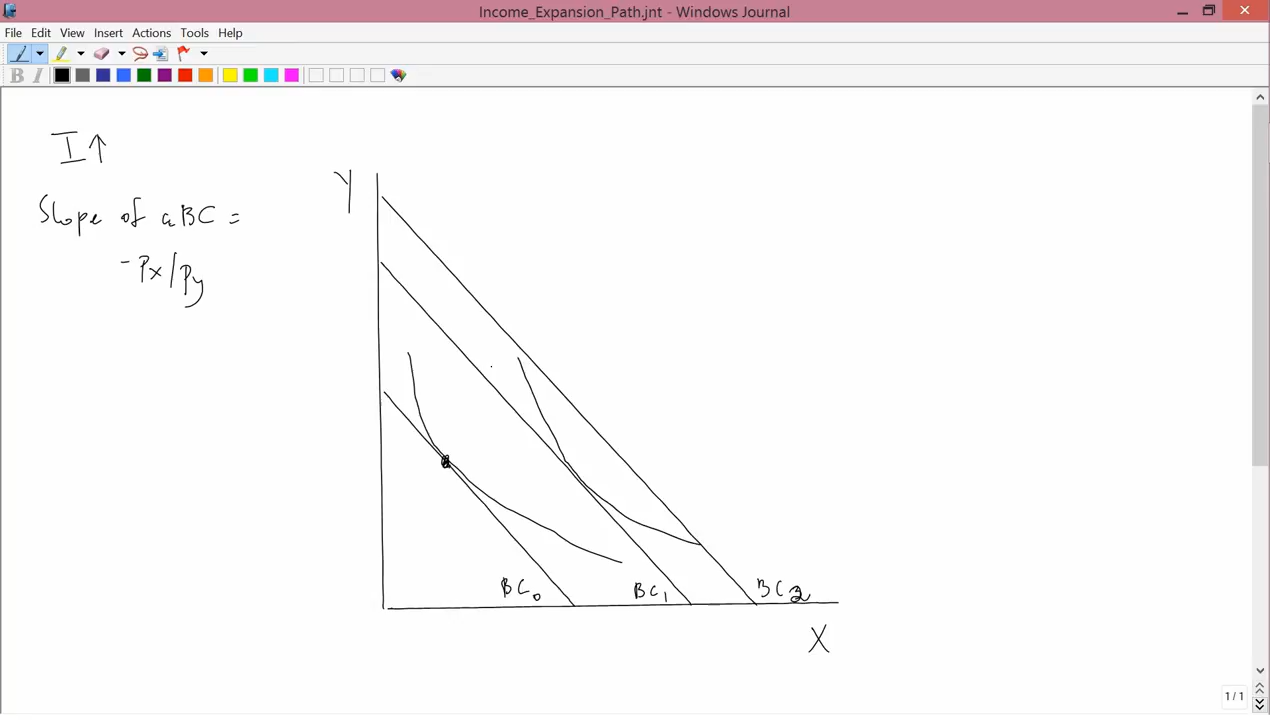 Income_Expansion_Path.jnt - Windows Journal
File Edit View Insert Actions Tools Help
B I
I↑
Slope of a BC =
-Px/Py
Y
BC0 BC1 BC2
X
1 / 1